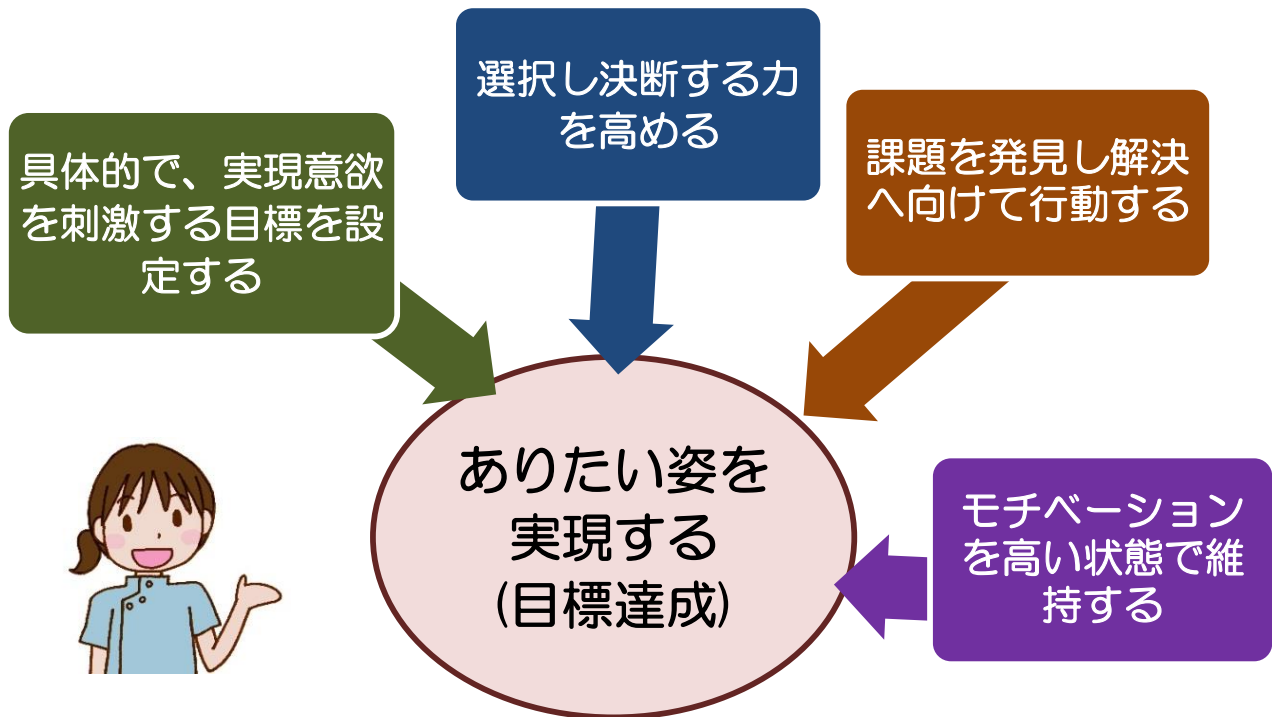 選択し決断する力
を高める
具体的で、実現意欲
を刺激する目標を設
定する
課題を発見し解決
へ向けて行動する
ありたい姿を
実現する
(目標達成)
モチベーション
を高い状態で維
持する